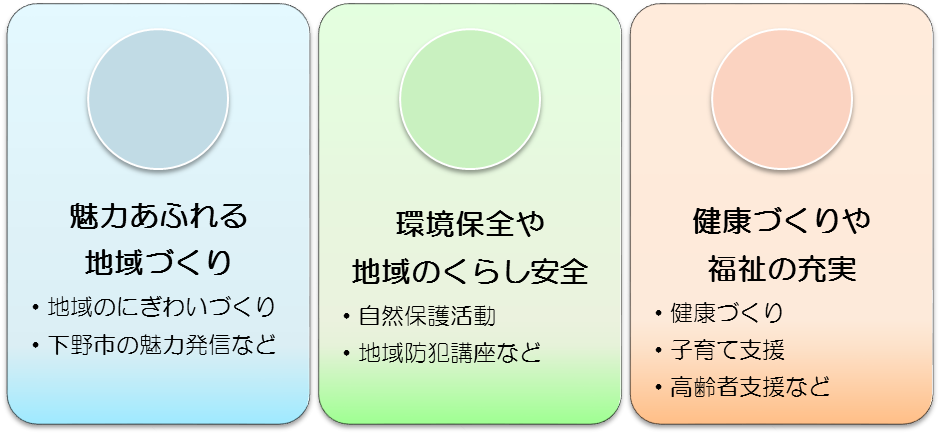 魅力あふれる
地域づくり
・地域のにぎわいづくり
・下野市の魅力発信など
環境保全や
地域のくらし安全
・自然保護活動
・地域防犯講座など
健康づくりや
福祉の充実
・健康づくり
・子育て支援
・高齢者支援など